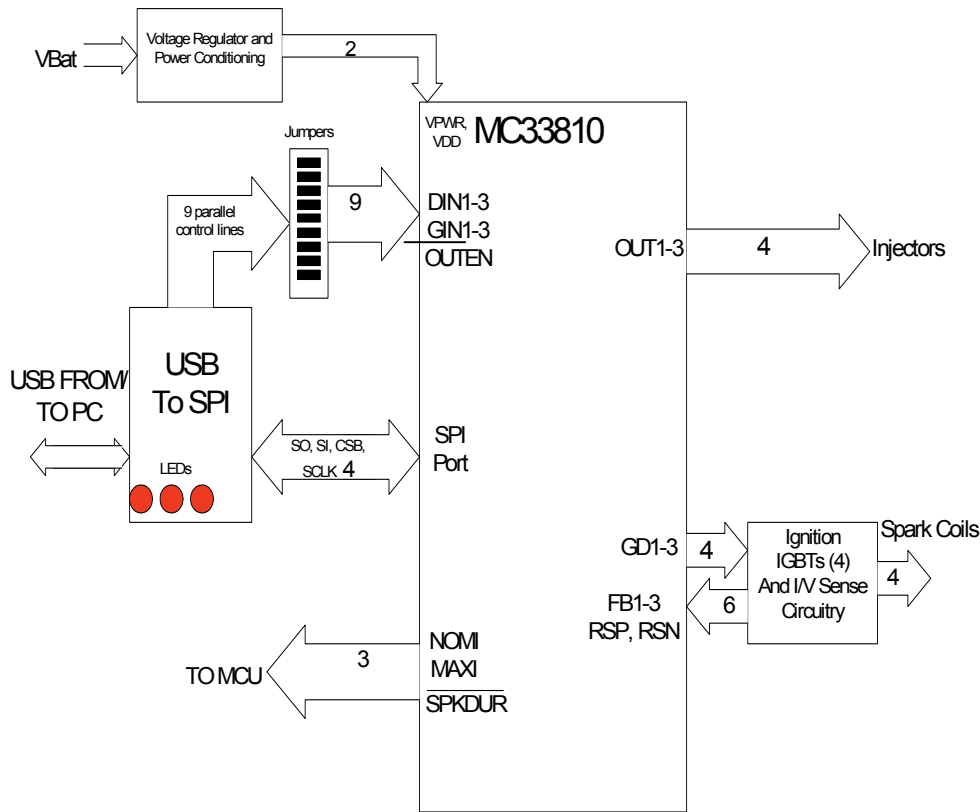 VBat
Voltage Regulator and
Power Conditioning
2
VPWR,
VDD
MC33810
Jumpers
9 parallel
control lines
9
DIN1-3
GIN1-3
OUTEN
OUT1-3
4
Injectors
USB
To SPI
USB FROM/
TO PC
LEDs
SO, SI, CSB,
SCLK 4
SPI
Port
GD1-3
4
Ignition
IGBTs (4)
And I/V Sense
Circuitry
Spark Coils
4
FB1-3
RSP, RSN
6
NOMI
MAXI
SPKDUR
3
TO MCU